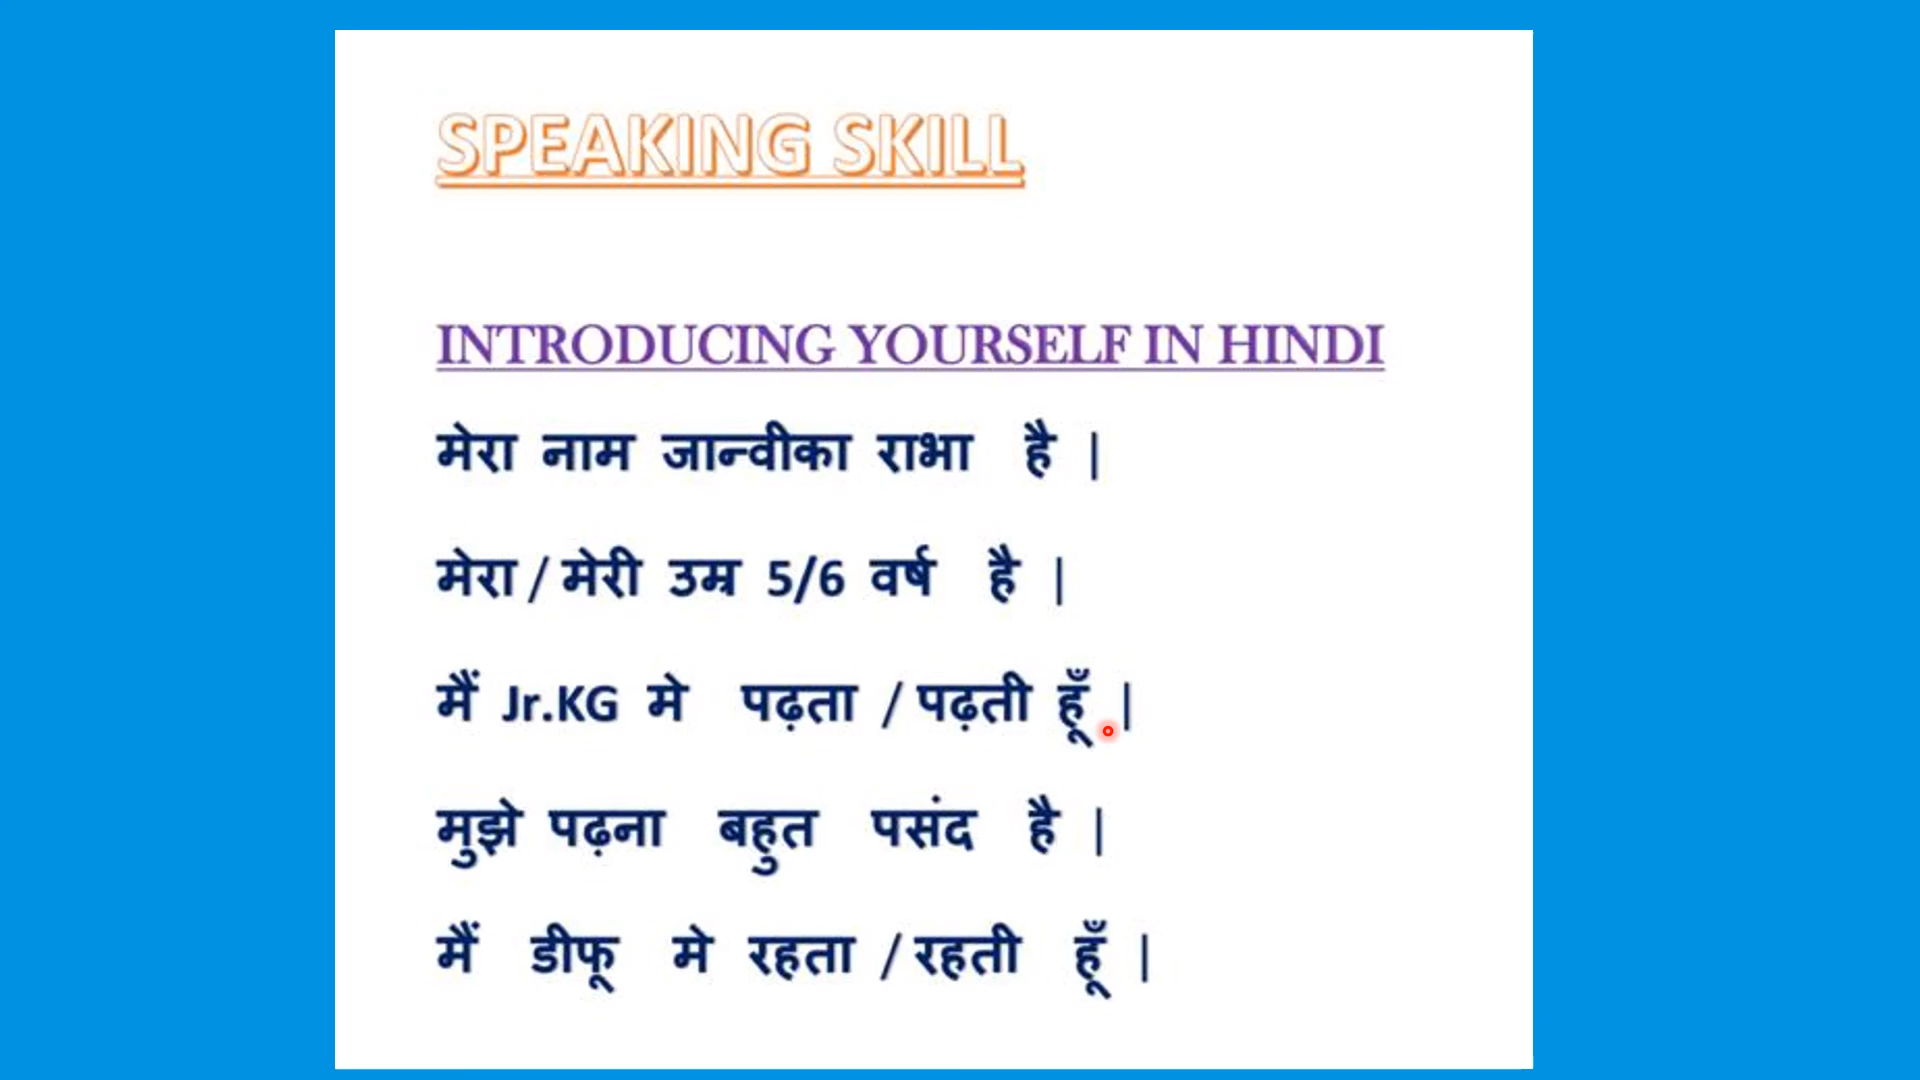 SPEAKING SKILL
INTRODUCING YOURSELF IN HINDI
मेरा नाम जान्वीका राभा है |
मेरा / मेरी उम्र 5/6 वर्ष है |
मैं Jr.KG मे पढ़ता / पढ़ती हूँ |
मुझे पढ़ना बहुत पसंद है |
मैं डीफू मे रहता / रहती हूँ |